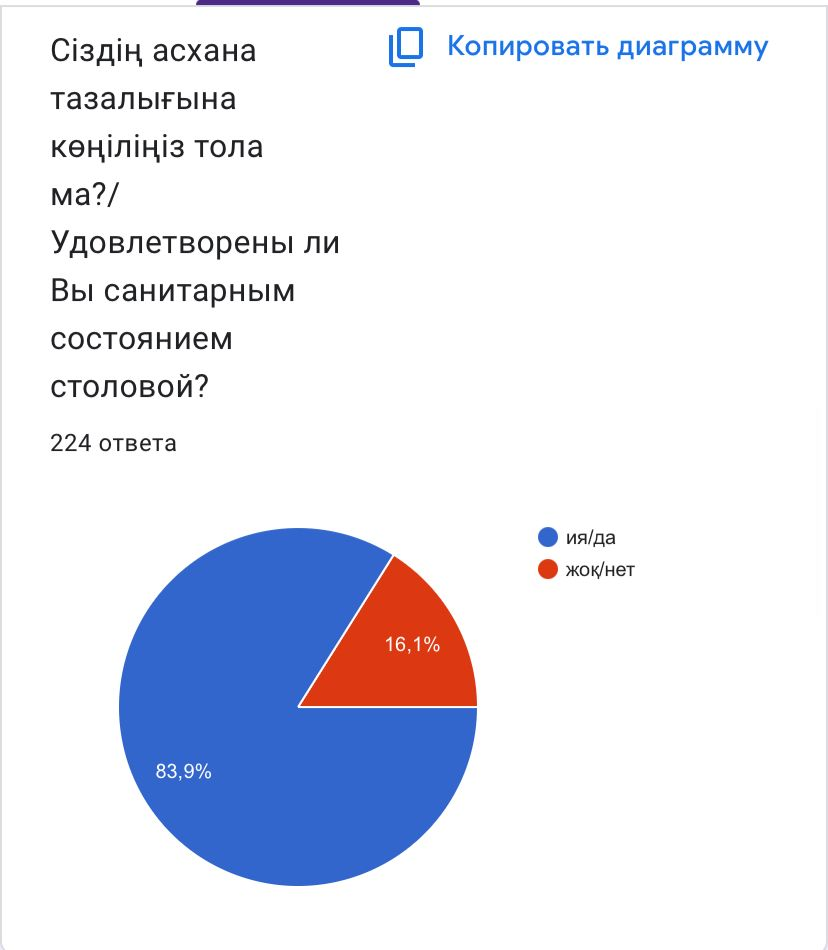 Сіздің асхана
тазалығына
көңіліңіз тола
ма?/
Удовлетворены ли
Вы санитарным
состоянием
столовой?
Копировать диаграмму
224 ответа
ия/да
жоқ/нет
16,1%
83,9%